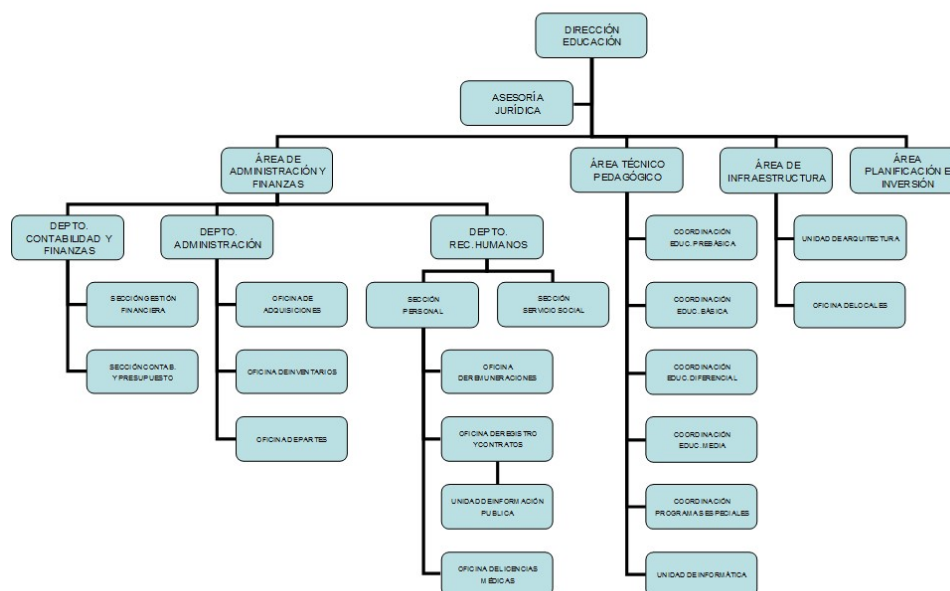 DIRECCIÓN
EDUCACIÓN
ASESORÍA
JURÍDICA
ÁREA DE
ADMINISTRACIÓN Y
FINANZAS
ÁREA TÉCNICO
PEDAGÓGICO
ÁREA DE
INFRAESTRUCTURA
ÁREA
PLANIFICACIÓN E
INVERSIÓN
DEPTO.
CONTABILIDAD Y
FINANZAS
DEPTO.
ADMINISTRACIÓN
DEPTO.
REC. HUMANOS
COORDINACIÓN
EDUC. PREBÁSICA
UNIDAD DE ARQUITECTURA
SECCIÓN GESTIÓN
FINANCIERA
OFICINA DE
ADQUISICIONES
SECCIÓN
PERSONAL
SECCIÓN
SERVICIO SOCIAL
COORDINACIÓN
EDUC. BÁSICA
OFICINA DE LOCALES
SECCIÓN CONTAB.
Y PRESUPUESTO
OFICINA DE INVENTARIOS
OFICINA
DE REMUNERACIONES
COORDINACIÓN
EDUC. DIFERENCIAL
OFICINA DE PARTES
OFICINA DE REGISTRO
Y CONTRATOS
COORDINACIÓN
EDUC. MEDIA
UNIDAD DE INFORMACIÓN
PUBLICA
COORDINACIÓN
PROGRAMAS ESPECIALES
OFICINA DE LICENCIAS
MÉDICAS
UNIDAD DE INFORMÁTICA